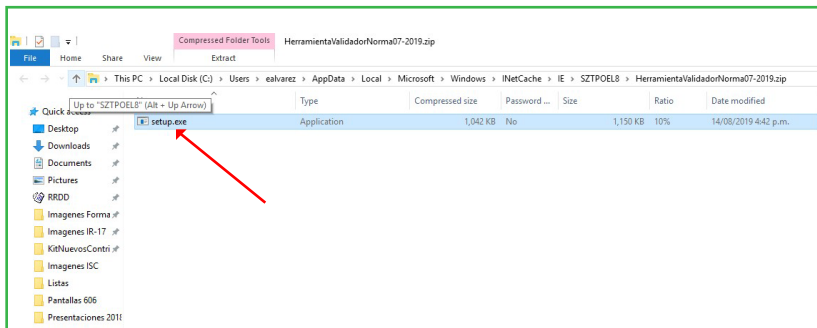 Compressed Folder Tools HerramientaValidadorNorma07-2019.zip
File Home Share View Extract
This PC > Local Disk (C:) > Users > ealvarez > AppData > Local > Microsoft > Windows > INetCache > IE > SZTPOEL8 > HerramientaValidadorNorma07-2019.zip
Up to "SZTPOEL8" (Alt + Up Arrow) Type Compressed size Password ... Size Ratio Date modified
Quick access
setup.exe Application 1,042 KB No 1,150 KB 10% 14/08/2019 4:42 p.m.
Desktop
Downloads
Documents
Pictures
RRDD
Imagenes Forma
Imagenes IR-17
KitNuevosContri
Imagenes ISC
Listas
Pantallas 606
Presentaciones 2018